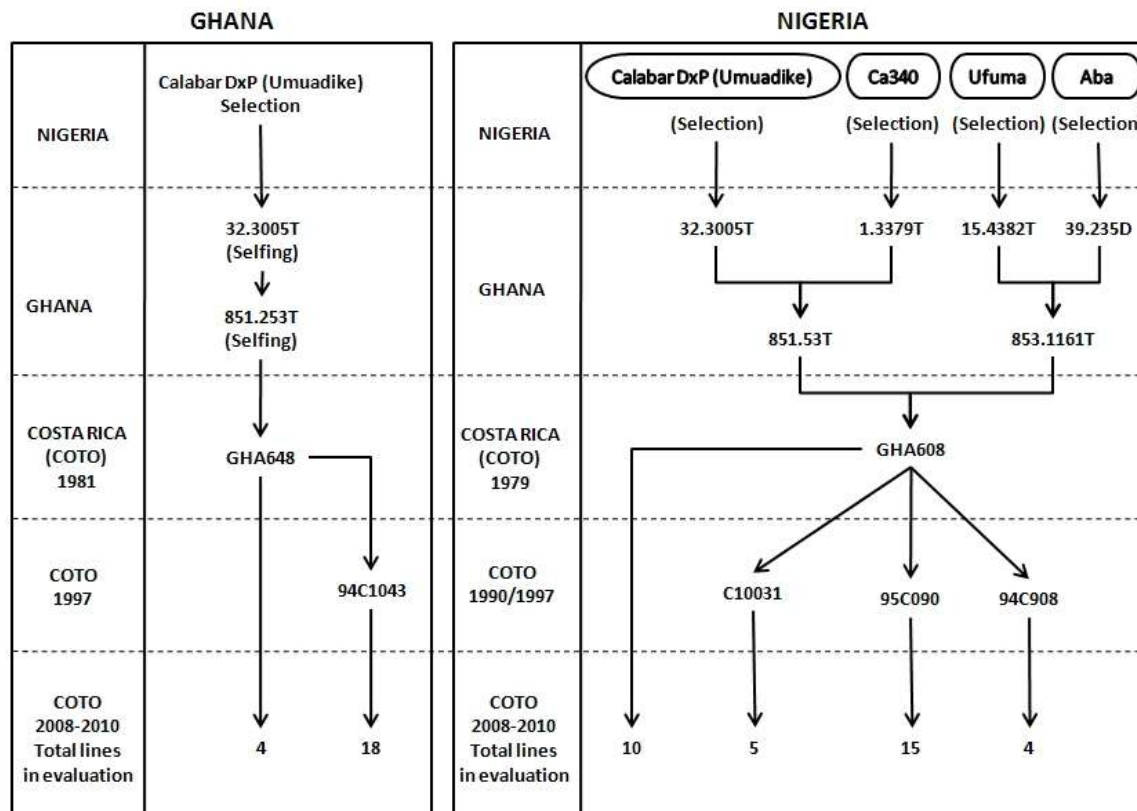 GHANA
NIGERIA
Calabar DxP (Umuadike)
Selection
NIGERIA
32.3005T
(Selfing)
GHANA
851.253T
(Selfing)
COSTA RICA
(COTO)
1981
GHA648
COTO
1997
94C1043
COTO
2008-2010
Total lines
in evaluation
4
18
Calabar DxP (Umuadike)
Ca340
Ufuma
Aba
NIGERIA
(Selection)
(Selection)
(Selection)
(Selection)
32.3005T
1.3379T
15.4382T
39.235D
GHANA
851.53T
853.1161T
COSTA RICA
(COTO)
1979
GHA608
COTO
1990/1997
C10031
95C090
94C908
COTO
2008-2010
Total lines
in evaluation
10
5
15
4